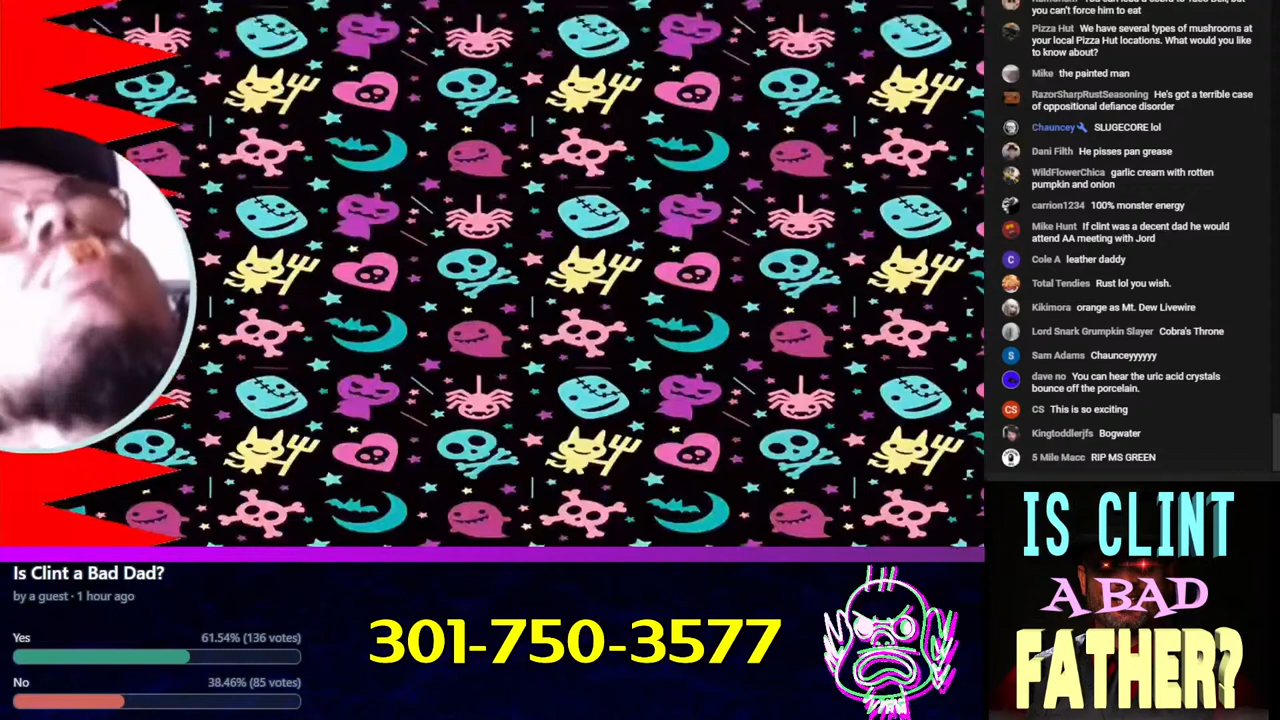 you can't force him to eat
Pizza Hut We have several types of mushrooms at
your local Pizza Hut locations. What would you like
to know about?
Mike the painted man
RazorSharpRustSeasoning He's got a terrible case
of oppositional defiance disorder
Chauncey SLUGECORE lol
Dani Filth He pisses pan grease
WildFlowerChica garlic cream with rotten
pumpkin and onion
carrion1234 100% monster energy
Mike Hunt If clint was a decent dad he would
attend AA meeting with Jord
C Cole A leather daddy
Total Tendies Rust lol you wish.
Kikimora orange as Mt. Dew Livewire
Lord Snark Grumpkin Slayer Cobra's Throne
S Sam Adams Chaunceyyyyyy
dave no You can hear the uric acid crystals
bounce off the porcelain.
CS CS This is so exciting
Kingtoddlerjfs Bogwater
5 Mile Macc RIP MS GREEN
IS CLINT
A BAD
FATHER?
Is Clint a Bad Dad?
by a guest · 1 hour ago
Yes 61.54% (136 votes)
No 38.46% (85 votes)
301-750-3577